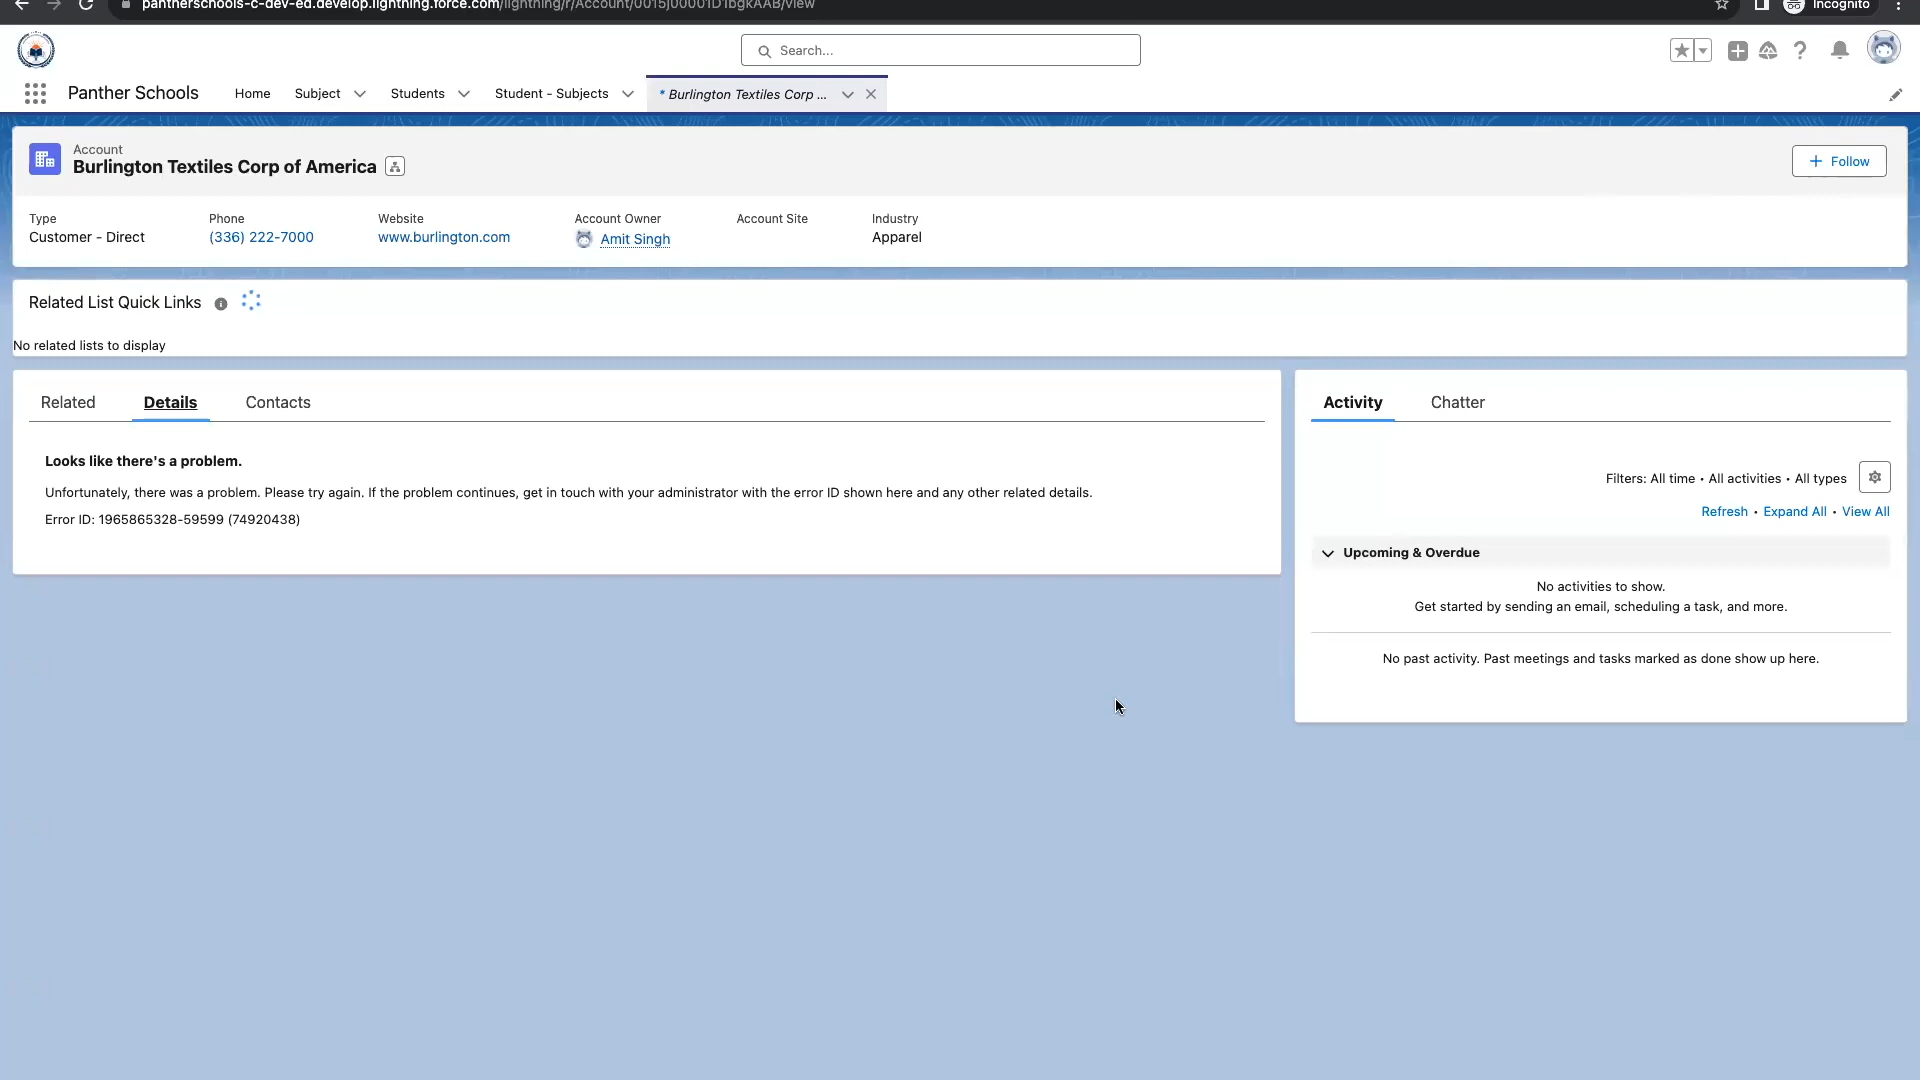 pantherschools-c-dev-ed.develop.lightning.force.com/lightning/r/Account/0015j00001D1bgkAAB/view
Incognito
Search...
Panther Schools
Home
Subject
Students
Student - Subjects
* Burlington Textiles Corp ...
Account
Burlington Textiles Corp of America
+ Follow
Type
Phone
Website
Account Owner
Account Site
Industry
Customer - Direct
(336) 222-7000
www.burlington.com
Amit Singh
Apparel
Related List Quick Links
No related lists to display
Related
Details
Contacts
Looks like there's a problem.
Unfortunately, there was a problem. Please try again. If the problem continues, get in touch with your administrator with the error ID shown here and any other related details.
Error ID: 1965865328-59599 (74920438)
Activity
Chatter
Filters: All time • All activities • All types
Refresh • Expand All • View All
Upcoming & Overdue
No activities to show.
Get started by sending an email, scheduling a task, and more.
No past activity. Past meetings and tasks marked as done show up here.